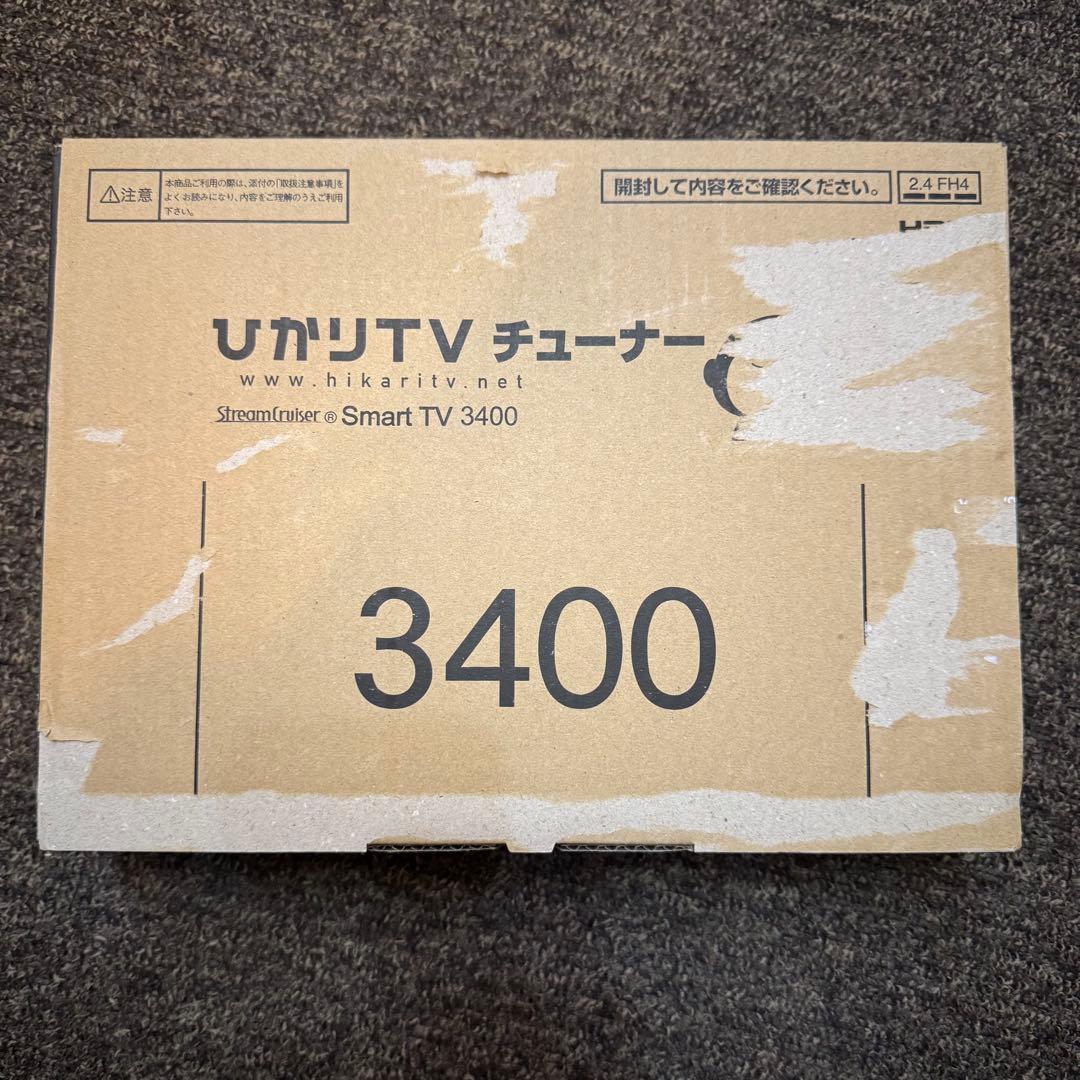 注意
本商品ご利用の際は、添付の「取扱注意事項」を
よくお読みになり、内容をご理解のうえご利用
下さい。
開封して内容をご確認ください。
2.4 FH4
ひかりTV チューナー
www.hikaritv.net
StreamCruiser ® Smart TV 3400
3400